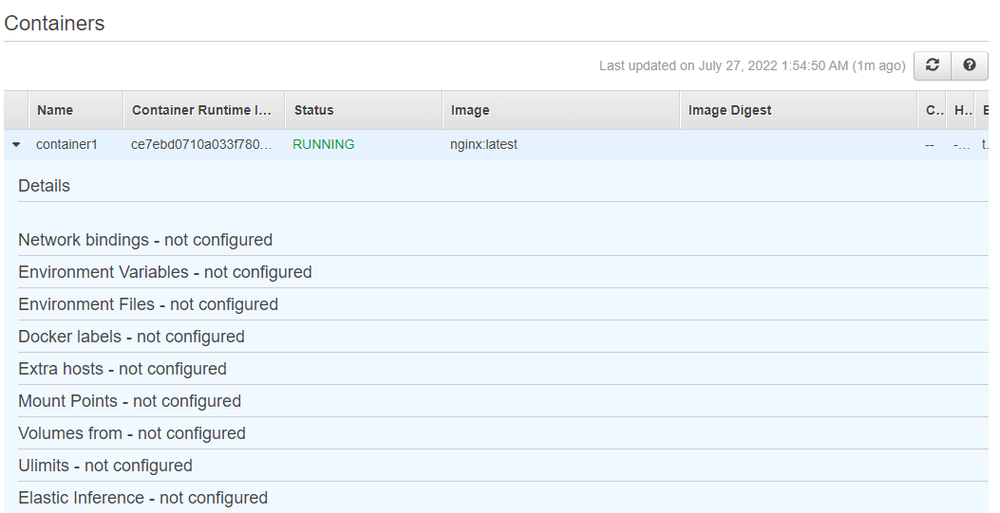 Containers
Last updated on July 27, 2022 1:54:50 AM (1m ago)
Name Container Runtime I... Status Image Image Digest C... H... E
container1 ce7ebd0710a033f780... RUNNING nginx:latest -- -... t.
Details
Network bindings - not configured
Environment Variables - not configured
Environment Files - not configured
Docker labels - not configured
Extra hosts - not configured
Mount Points - not configured
Volumes from - not configured
Ulimits - not configured
Elastic Inference - not configured